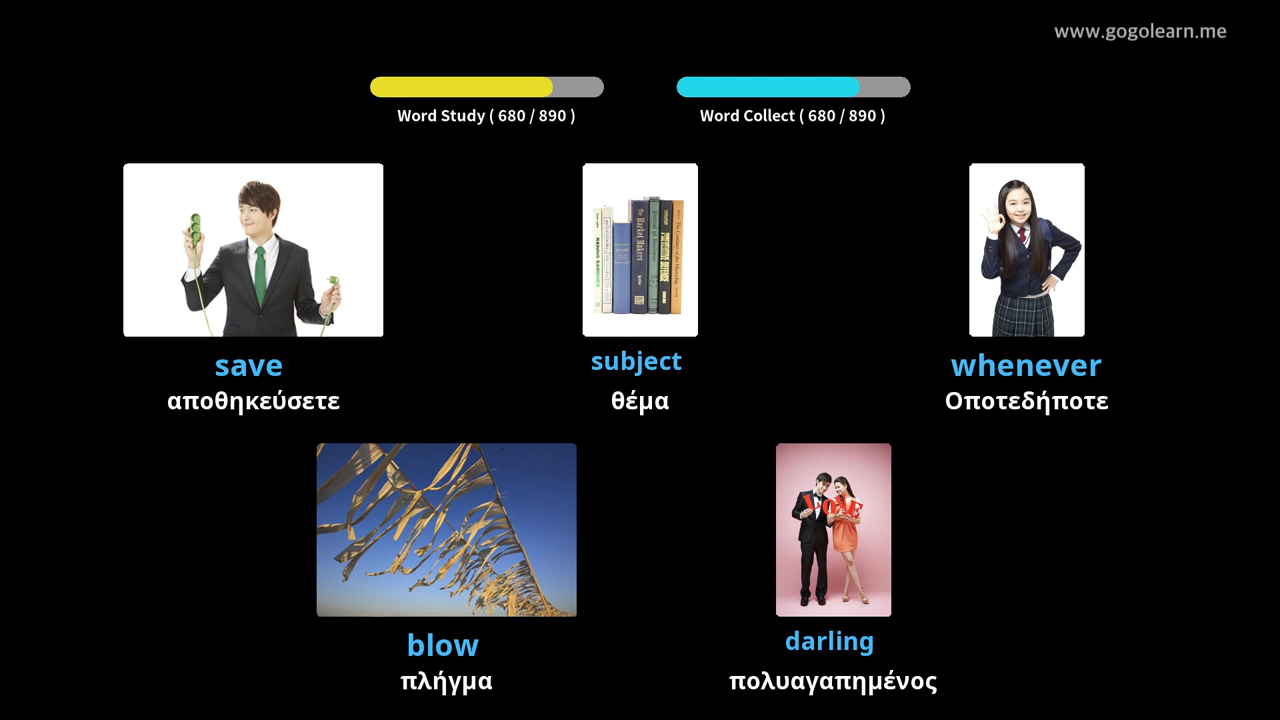 www.gogolearn.me
Word Study ( 680 / 890 )
Word Collect ( 680 / 890 )
save
αποθηκεύσετε
subject
θέμα
whenever
Οποτεδήποτε
blow
πλήγμα
darling
πολυαγαπημένος